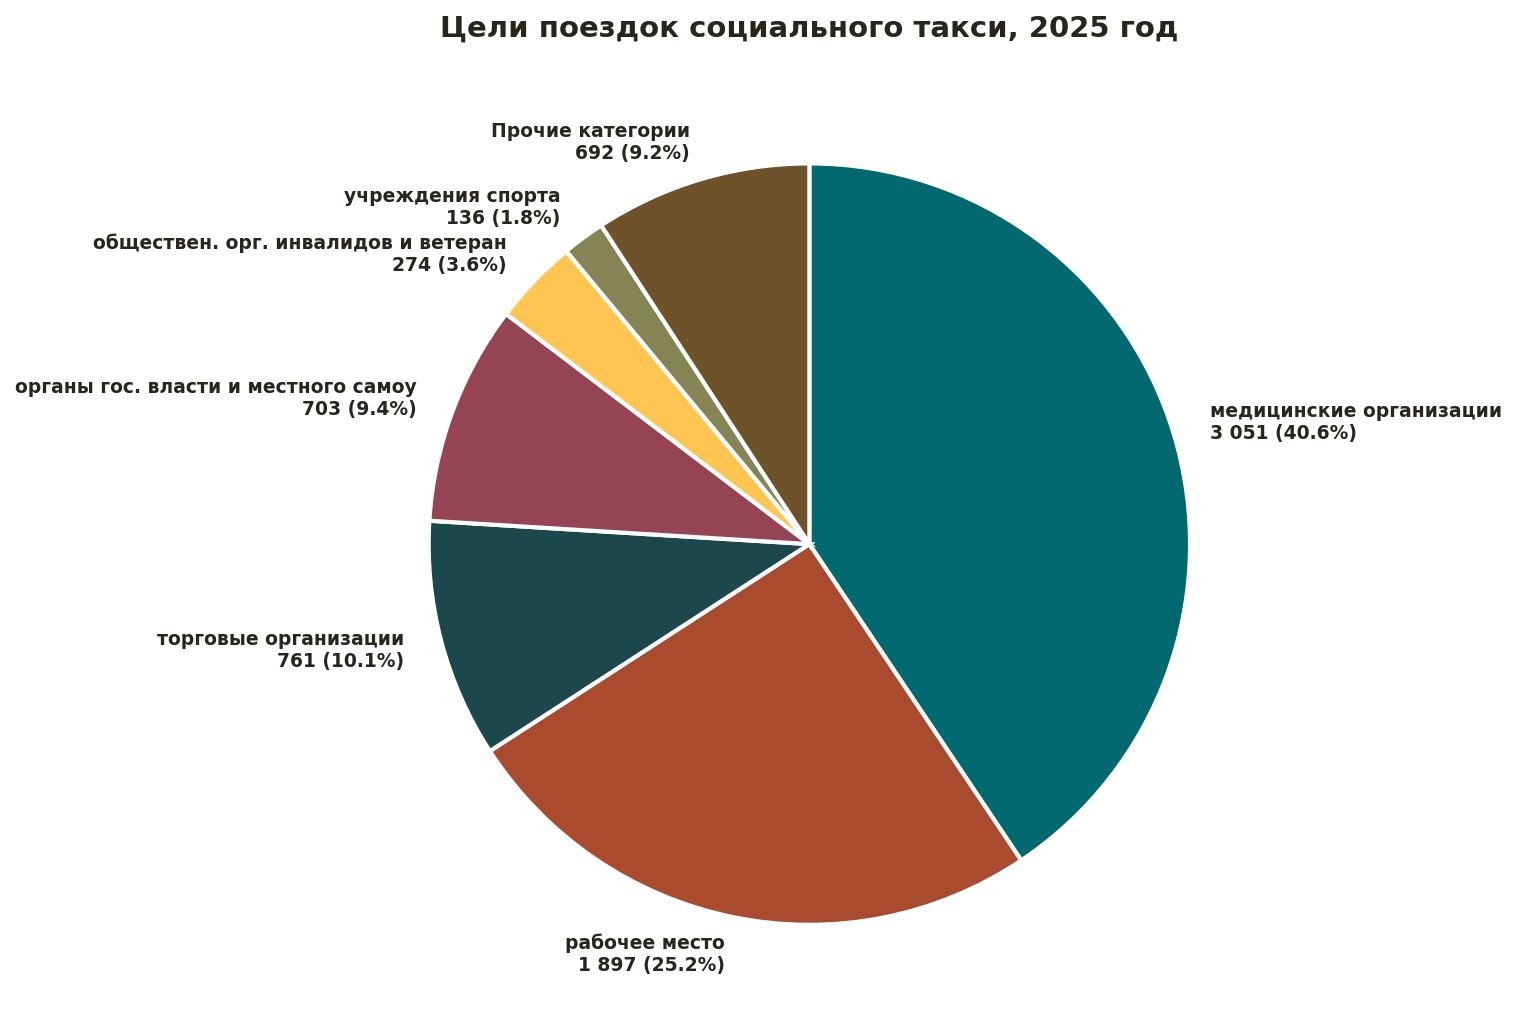 Цели поездок социального такси, 2025 год
Прочие категории
692 (9.2%)
учреждения спорта
136 (1.8%)
обществен. орг. инвалидов и ветеран
274 (3.6%)
органы гос. власти и местного самоу
703 (9.4%)
медицинские организации
3 051 (40.6%)
торговые организации
761 (10.1%)
рабочее место
1 897 (25.2%)